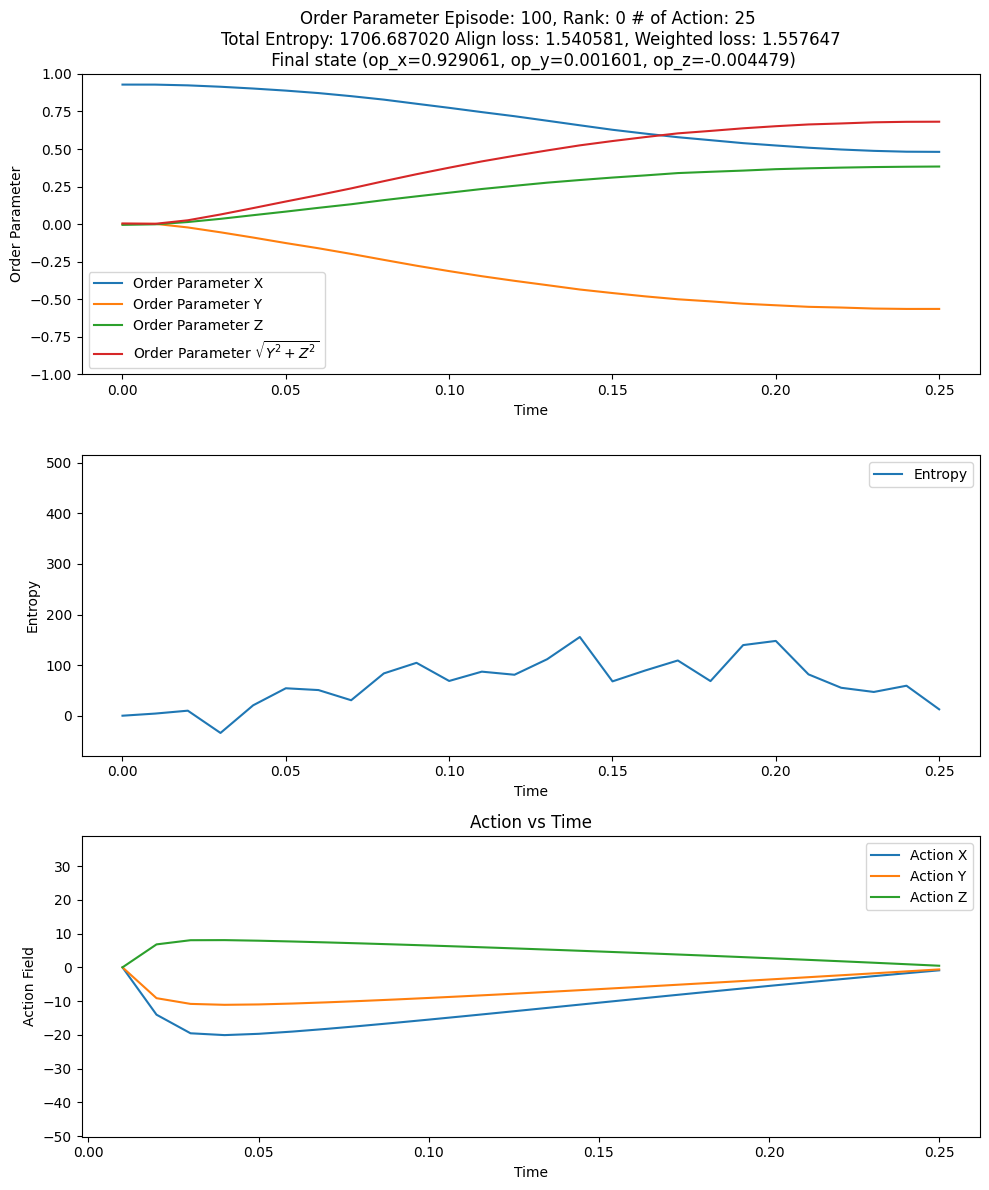 Order Parameter Episode: 100, Rank: 0 # of Action: 25
Total Entropy: 1706.687020 Align loss: 1.540581, Weighted loss: 1.557647
Final state (op_x=0.929061, op_y=0.001601, op_z=-0.004479)
1.00
0.75
0.50
0.25
0.00
−0.25
−0.50
−0.75
−1.00
Order Parameter
Order Parameter X
Order Parameter Y
Order Parameter Z
Order Parameter √Y² + Z²
0.00 0.05 0.10 0.15 0.20 0.25
Time
500
400
300
200
100
0
Entropy
Entropy
0.00 0.05 0.10 0.15 0.20 0.25
Time
Action vs Time
30
20
10
0
−10
−20
−30
−40
−50
Action Field
Action X
Action Y
Action Z
0.00 0.05 0.10 0.15 0.20 0.25
Time